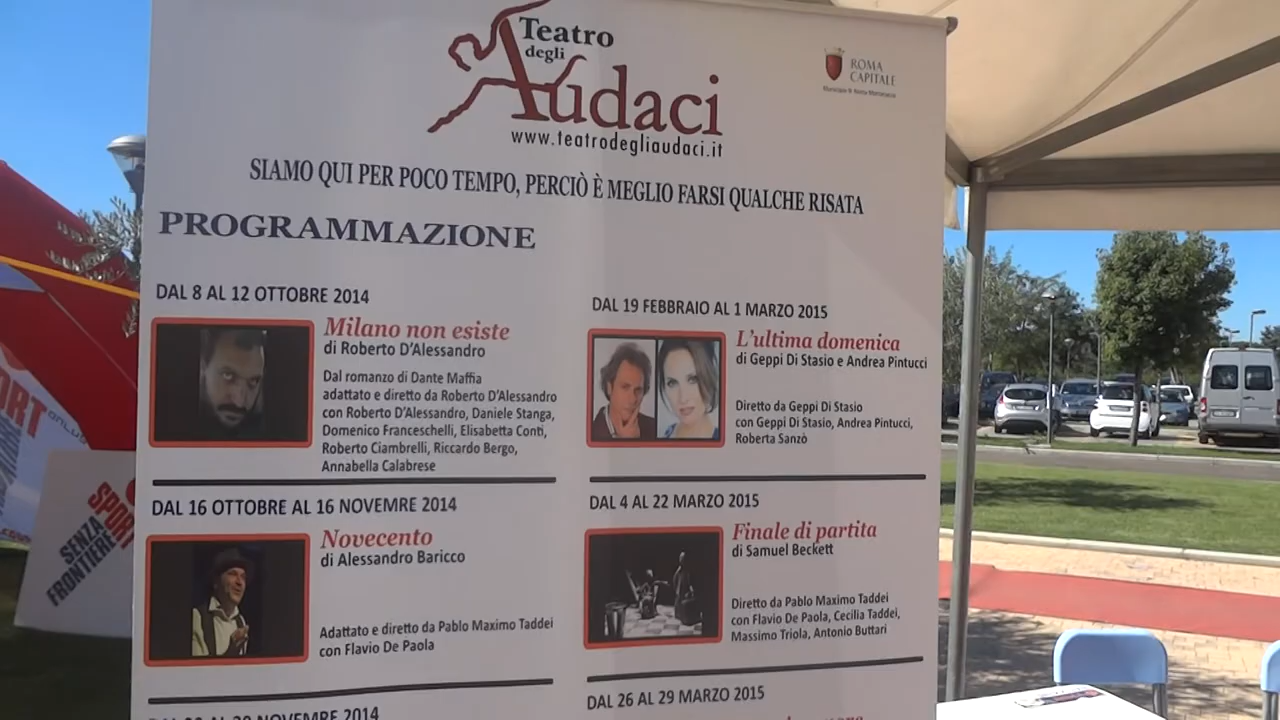 Teatro
degli
Audaci
www.teatrodegliaudaci.it
ROMA
CAPITALE
SIAMO QUI PER POCO TEMPO, PERCIÒ È MEGLIO FARSI QUALCHE RISATA
PROGRAMMAZIONE
DAL 8 AL 12 OTTOBRE 2014
Milano non esiste
di Roberto D'Alessandro
Dal romanzo di Dante Maffia
adattato e diretto da Roberto D'Alessandro
con Roberto D'Alessandro, Daniele Stanga,
Domenico Franceschelli, Elisabetta Conti,
Roberto Ciambrelli, Riccardo Bergo,
Annabella Calabrese
DAL 16 OTTOBRE AL 16 NOVEMBRE 2014
Novecento
di Alessandro Baricco
Adattato e diretto da Pablo Maximo Taddei
con Flavio De Paola
NOVEMBRE 2014
DAL 19 FEBBRAIO AL 1 MARZO 2015
L'ultima domenica
di Geppi Di Stasio e Andrea Pintucci
Diretto da Geppi Di Stasio
con Geppi Di Stasio, Andrea Pintucci,
Roberta Sanzò
DAL 4 AL 22 MARZO 2015
Finale di partita
di Samuel Beckett
Diretto da Pablo Maximo Taddei
con Flavio De Paola, Cecilia Taddei,
Massimo Triola, Antonio Buttari
DAL 26 AL 29 MARZO 2015
SPORT
SENZA
FRONTIERE
ORT
ONLUS